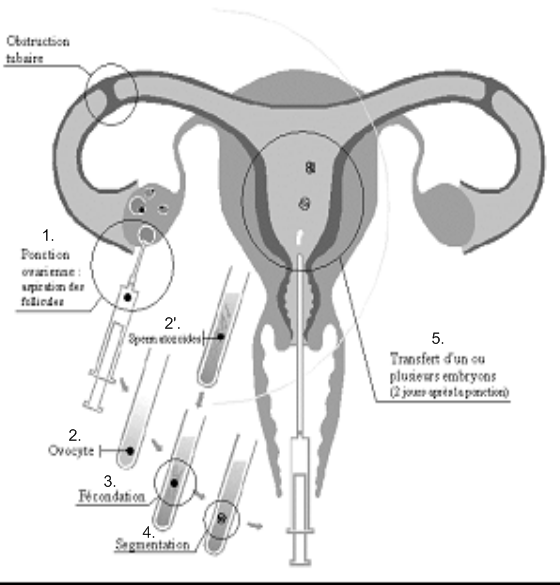 Obstruction
tubaire
1.
Ponction
ovarienne :
aspiration des
follicules
2'.
Spermatozoides
5.
Transfert d'un ou
plusieurs embryons
(2 jours après la ponction)
2.
Ovocyte
3.
Fécondation
4.
Segmentation